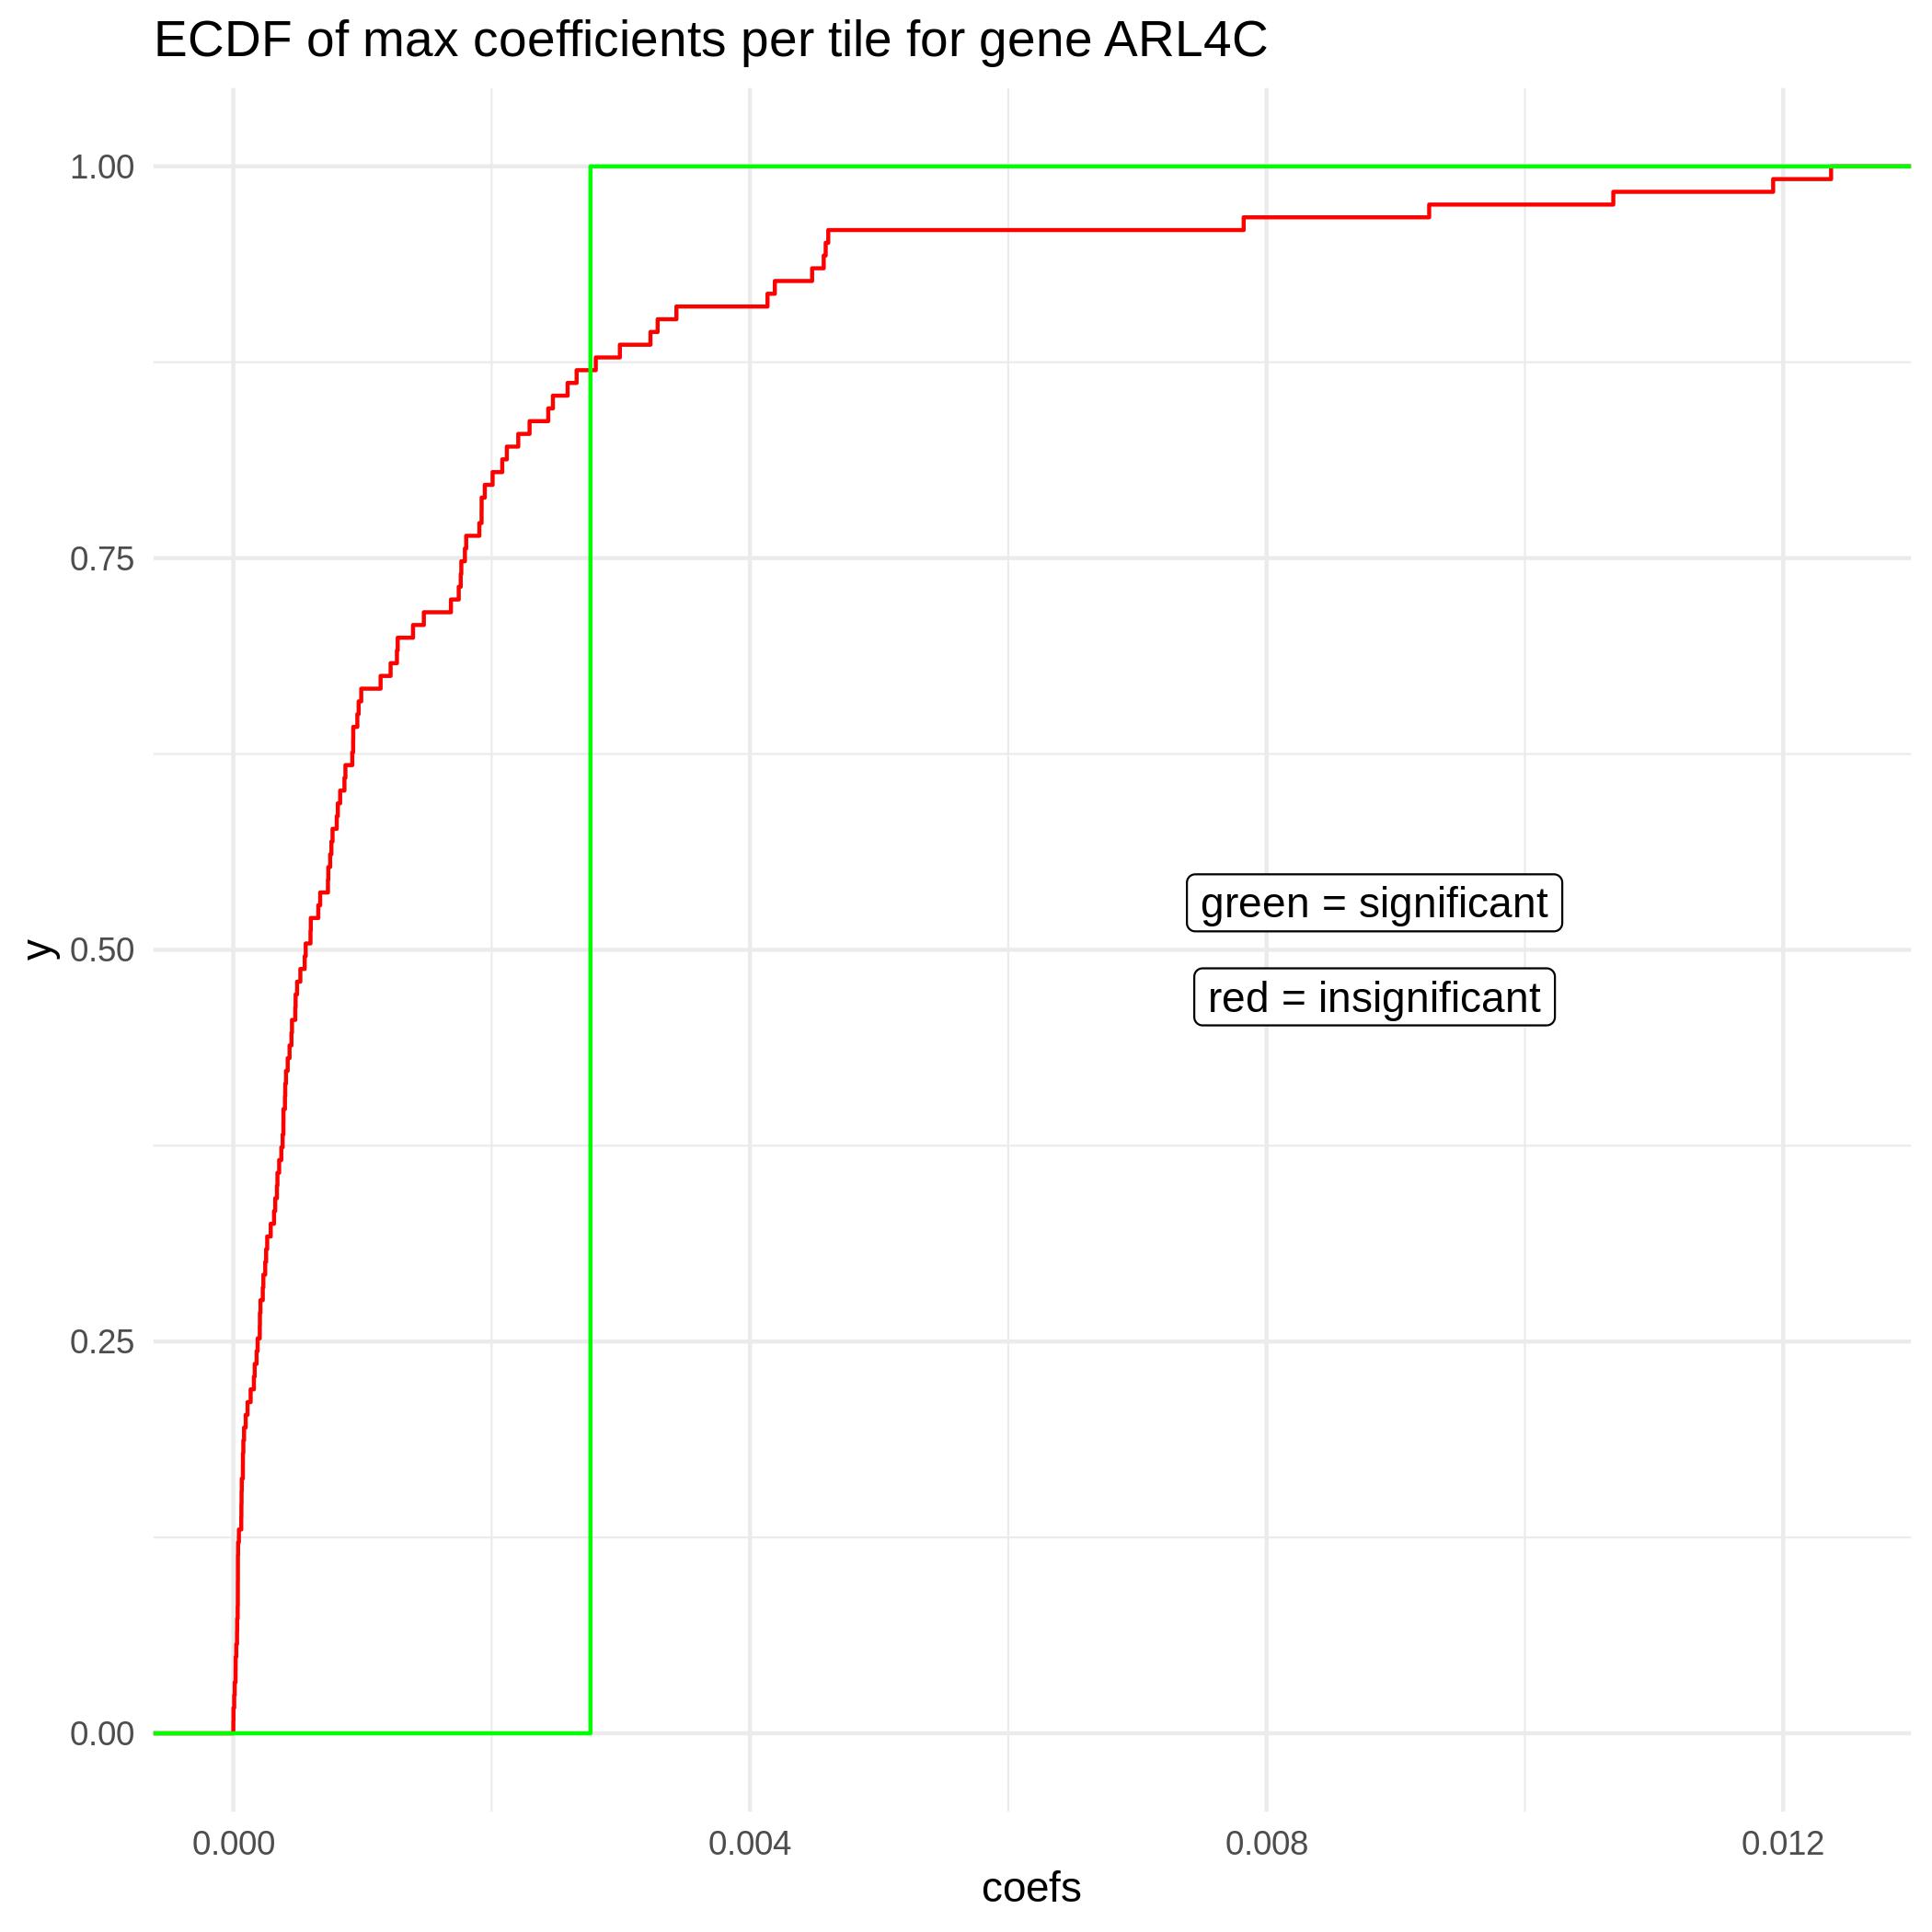 ECDF of max coefficients per tile for gene ARL4C
1.00
0.75
0.50
0.25
0.00
y
green = significant
red = insignificant
0.000
0.004
0.008
0.012
coefs